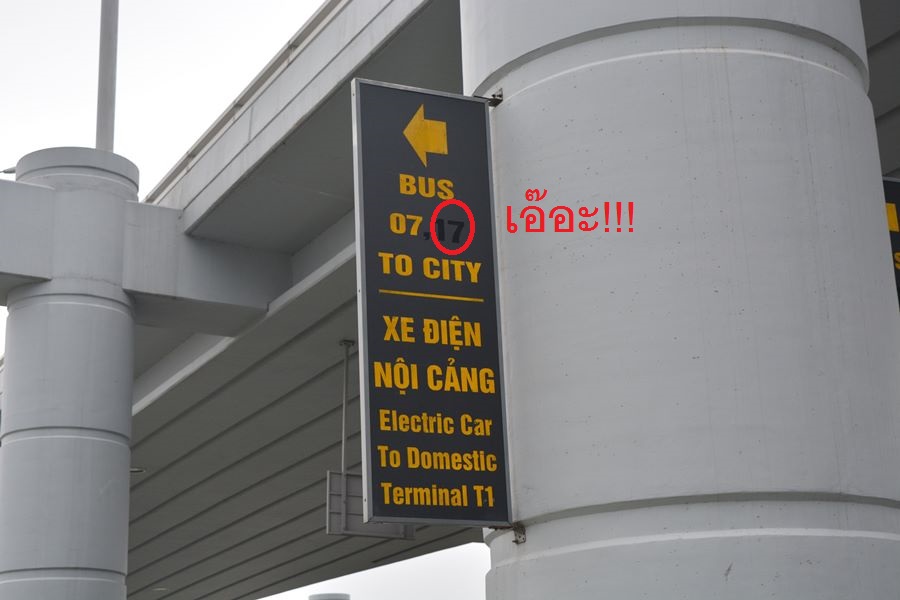 BUS
07,17
TO CITY
XE ĐIỆN
NỘI CẢNG
Electric Car
To Domestic
Terminal T1
เอ๊อะ!!!